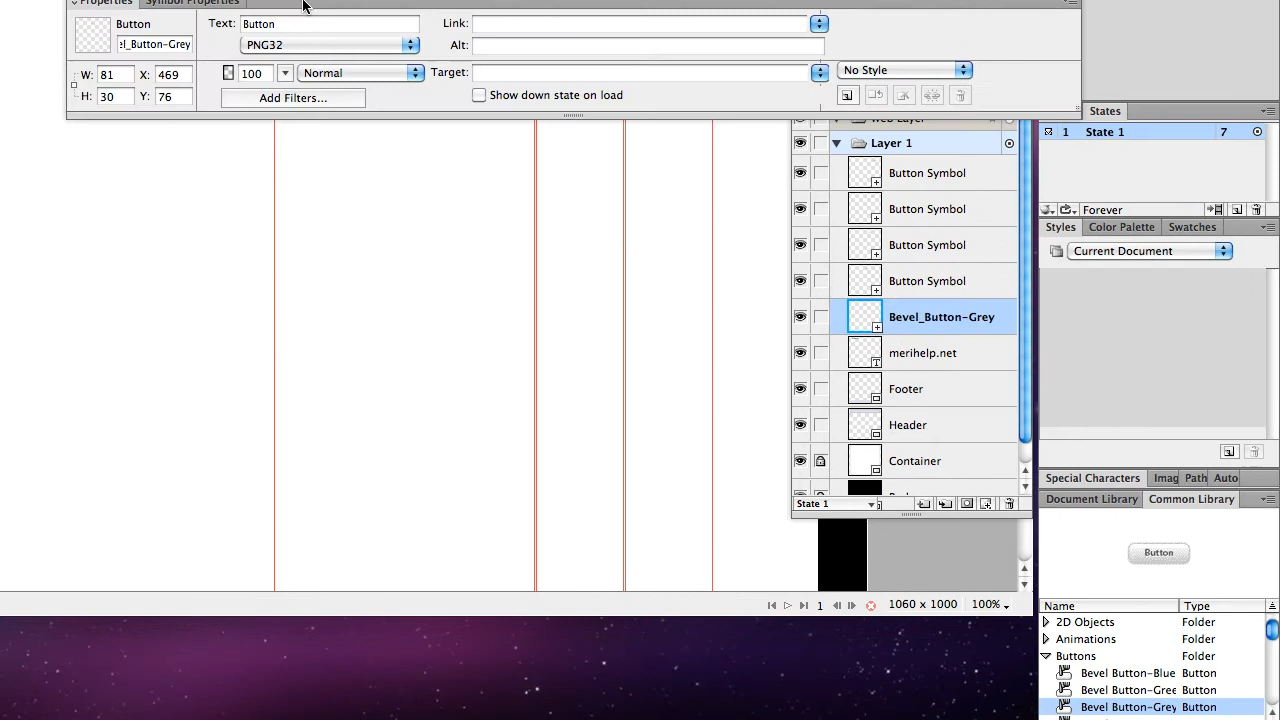 Properties Symbol Properties
Button Text: Button Link:
l_Button-Grey PNG32 Alt:
W: 81 X: 469 100 Normal Target: No Style
H: 30 Y: 76 Add Filters... Show down state on load
Web Layer
States
Layer 1
1 State 1 7
Button Symbol
Button Symbol
Forever
Styles Color Palette Swatches
Button Symbol
Current Document
Button Symbol
Bevel_Button-Grey
merihelp.net
Footer
Header
Container
Special Characters Imag Path Auto
State 1
Document Library Common Library
Button
1 1060 x 1000 100%
Name Type
2D Objects Folder
Animations Folder
Buttons Folder
Bevel Button-Blue Button
Bevel Button-Gree Button
Bevel Button-Grey Button